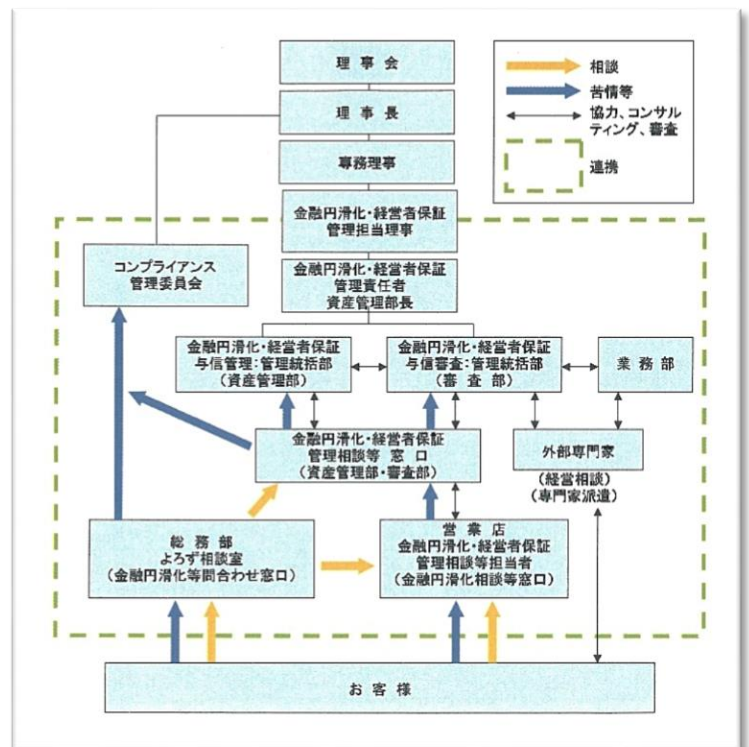 理事会
理事長
専務理事
金融円滑化・経営者保証
管理担当理事
金融円滑化・経営者保証
管理責任者
資産管理部長
相談
苦情等
協力、コンサル
ティング、審査
連携
コンプライアンス
管理委員会
金融円滑化・経営者保証
与信管理:管理統括部
(資産管理部)
金融円滑化・経営者保証
与信審査:管理統括部
(審査部)
業務部
金融円滑化・経営者保証
管理相談等 窓口
(資産管理部・審査部)
外部専門家
(経営相談)
(専門家派遣)
総務部
よろず相談室
(金融円滑化等問合わせ窓口)
営業店
金融円滑化・経営者保証
管理相談等担当者
(金融円滑化相談等窓口)
お客様